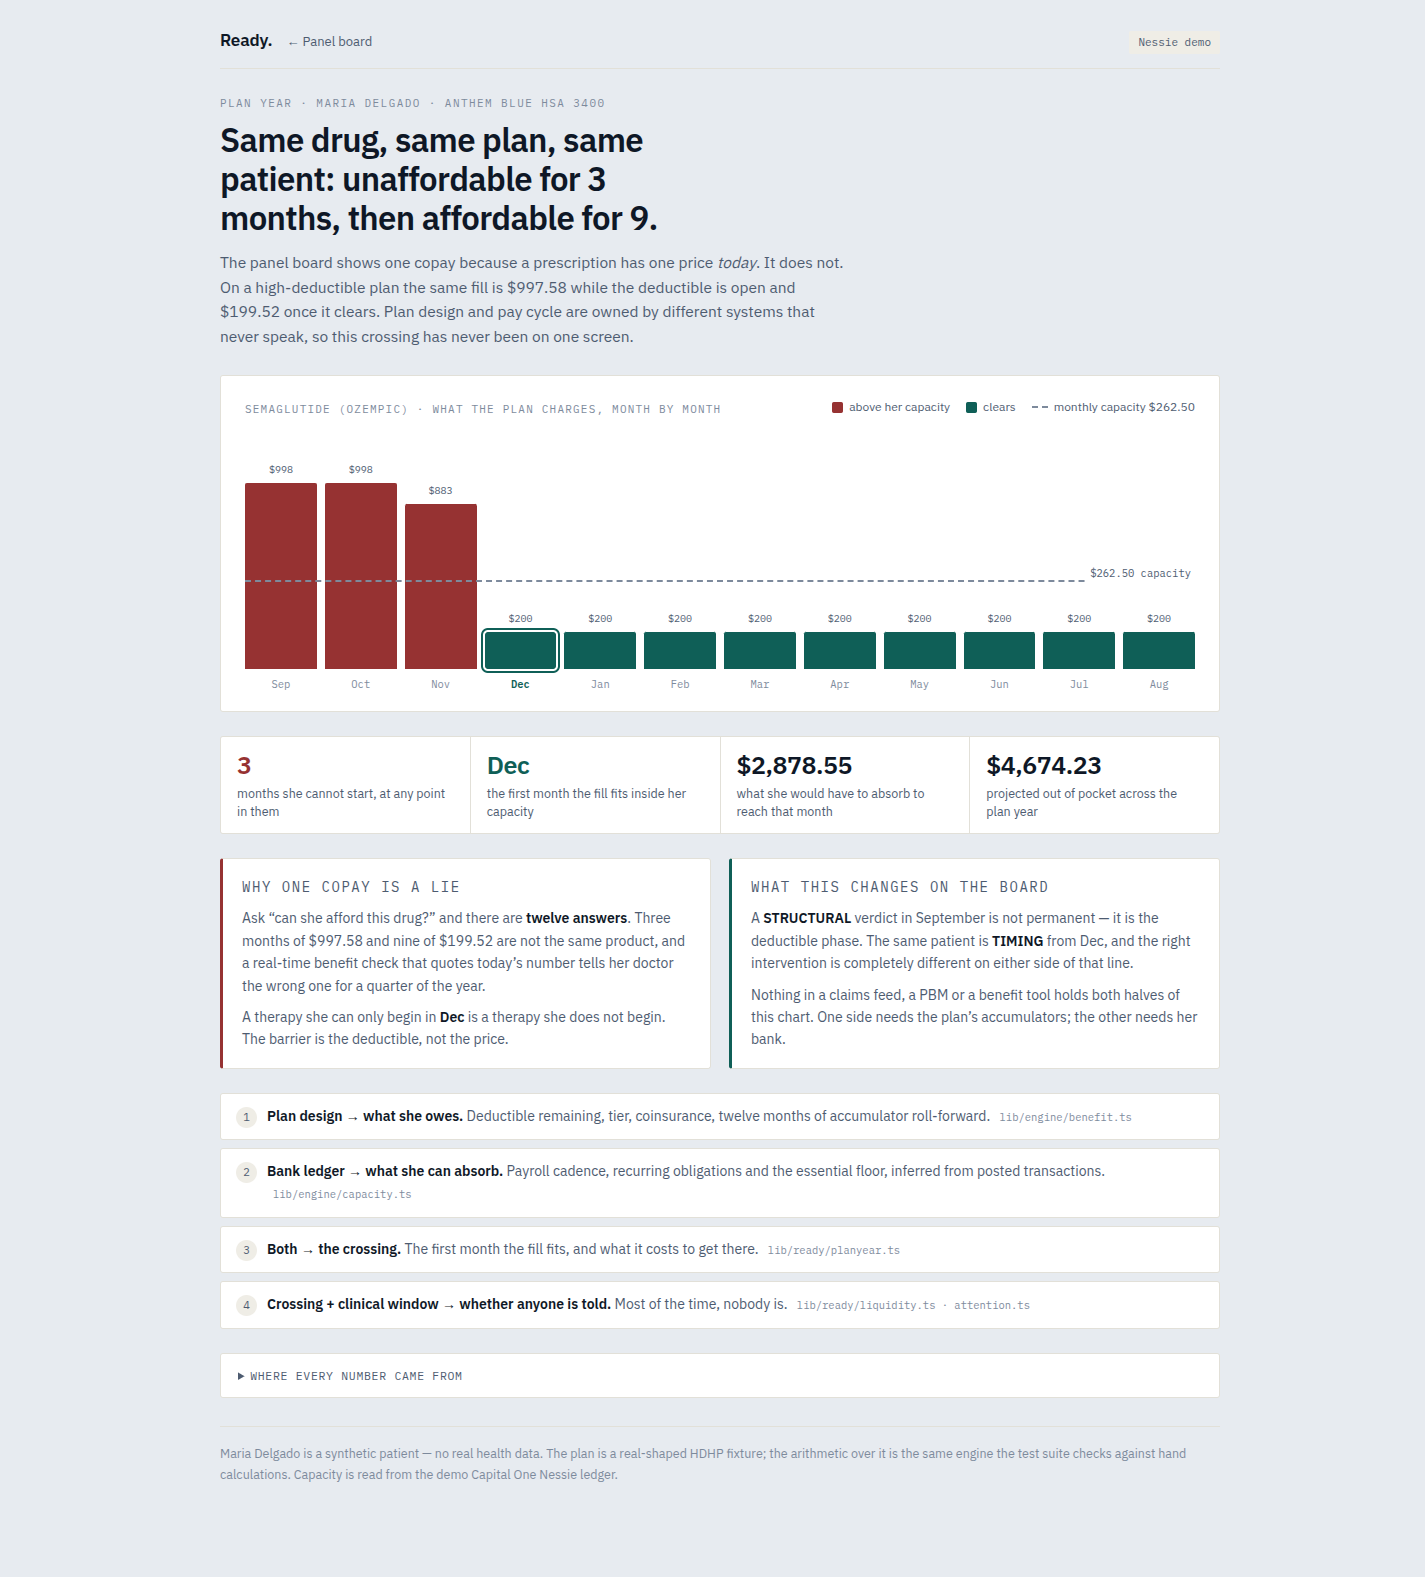 Ready. ← Panel board
Nessie demo
PLAN YEAR · MARIA DELGADO · ANTHEM BLUE HSA 3400
Same drug, same plan, same
patient: unaffordable for 3
months, then affordable for 9.
The panel board shows one copay because a prescription has one price today. It does not.
On a high-deductible plan the same fill is $997.58 while the deductible is open and
$199.52 once it clears. Plan design and pay cycle are owned by different systems that
never speak, so this crossing has never been on one screen.
SEMAGLUTIDE (OZEMPIC) · WHAT THE PLAN CHARGES, MONTH BY MONTH
above her capacity clears monthly capacity $262.50
$998 $998 $883 $200 $200 $200 $200 $200 $200 $200 $200 $200
$262.50 capacity
Sep Oct Nov Dec Jan Feb Mar Apr May Jun Jul Aug
3
months she cannot start, at any point
in them
Dec
the first month the fill fits inside her
capacity
$2,878.55
what she would have to absorb to
reach that month
$4,674.23
projected out of pocket across the
plan year
WHY ONE COPAY IS A LIE
Ask “can she afford this drug?” and there are twelve answers. Three
months of $997.58 and nine of $199.52 are not the same product, and
a real-time benefit check that quotes today’s number tells her doctor
the wrong one for a quarter of the year.
A therapy she can only begin in Dec is a therapy she does not begin.
The barrier is the deductible, not the price.
WHAT THIS CHANGES ON THE BOARD
A STRUCTURAL verdict in September is not permanent — it is the
deductible phase. The same patient is TIMING from Dec, and the right
intervention is completely different on either side of that line.
Nothing in a claims feed, a PBM or a benefit tool holds both halves of
this chart. One side needs the plan’s accumulators; the other needs her
bank.
1 Plan design → what she owes. Deductible remaining, tier, coinsurance, twelve months of accumulator roll-forward. lib/engine/benefit.ts
2 Bank ledger → what she can absorb. Payroll cadence, recurring obligations and the essential floor, inferred from posted transactions.
lib/engine/capacity.ts
3 Both → the crossing. The first month the fill fits, and what it costs to get there. lib/ready/planyear.ts
4 Crossing + clinical window → whether anyone is told. Most of the time, nobody is. lib/ready/liquidity.ts · attention.ts
▶ WHERE EVERY NUMBER CAME FROM
Maria Delgado is a synthetic patient — no real health data. The plan is a real-shaped HDHP fixture; the arithmetic over it is the same engine the test suite checks against hand
calculations. Capacity is read from the demo Capital One Nessie ledger.